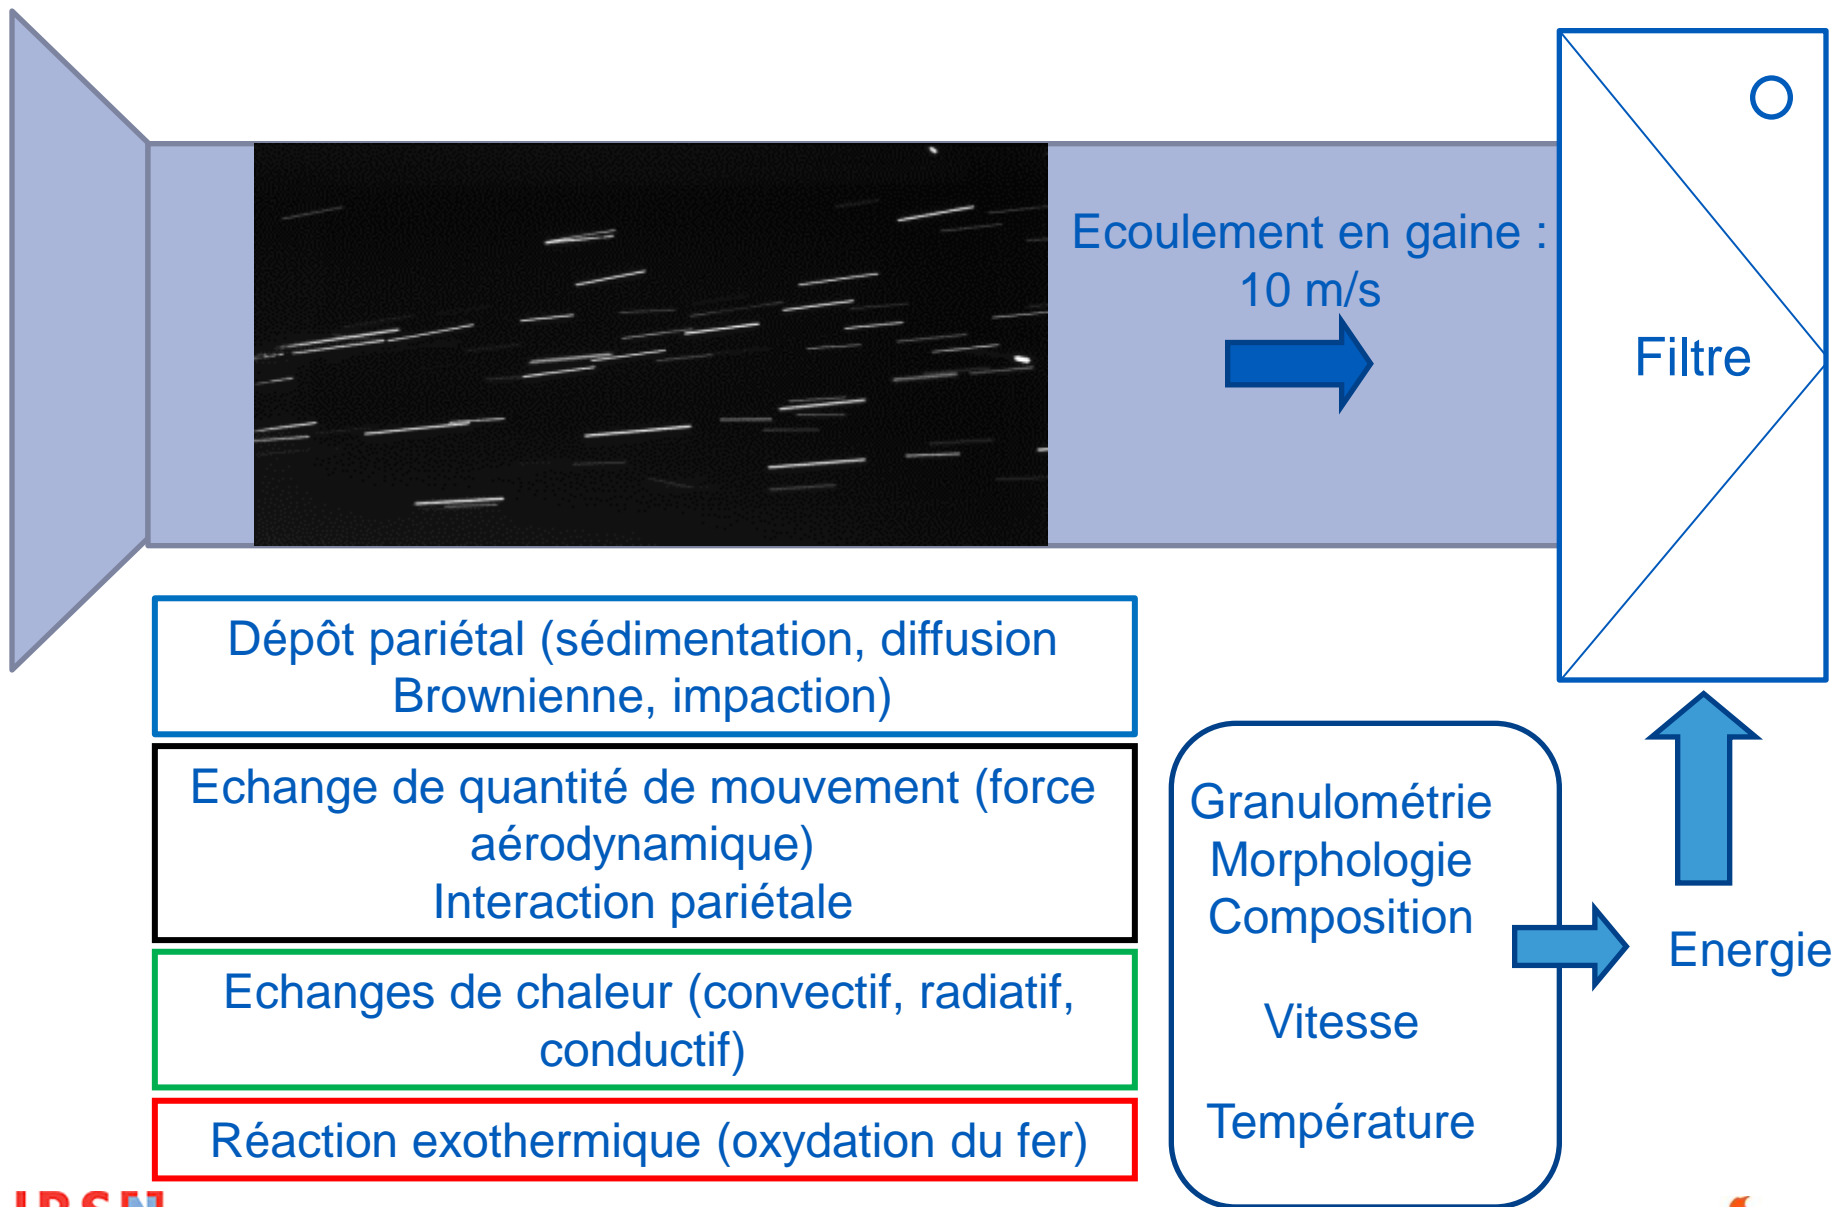 Ecoulement en gaine :
10 m/s
Filtre
Dépôt pariétal (sédimentation, diffusion
Brownienne, impaction)
Echange de quantité de mouvement (force
aérodynamique)
Interaction pariétale
Echanges de chaleur (convectif, radiatif,
conductif)
Réaction exothermique (oxydation du fer)
Granulométrie
Morphologie
Composition
Vitesse
Température
Energie
IRSN